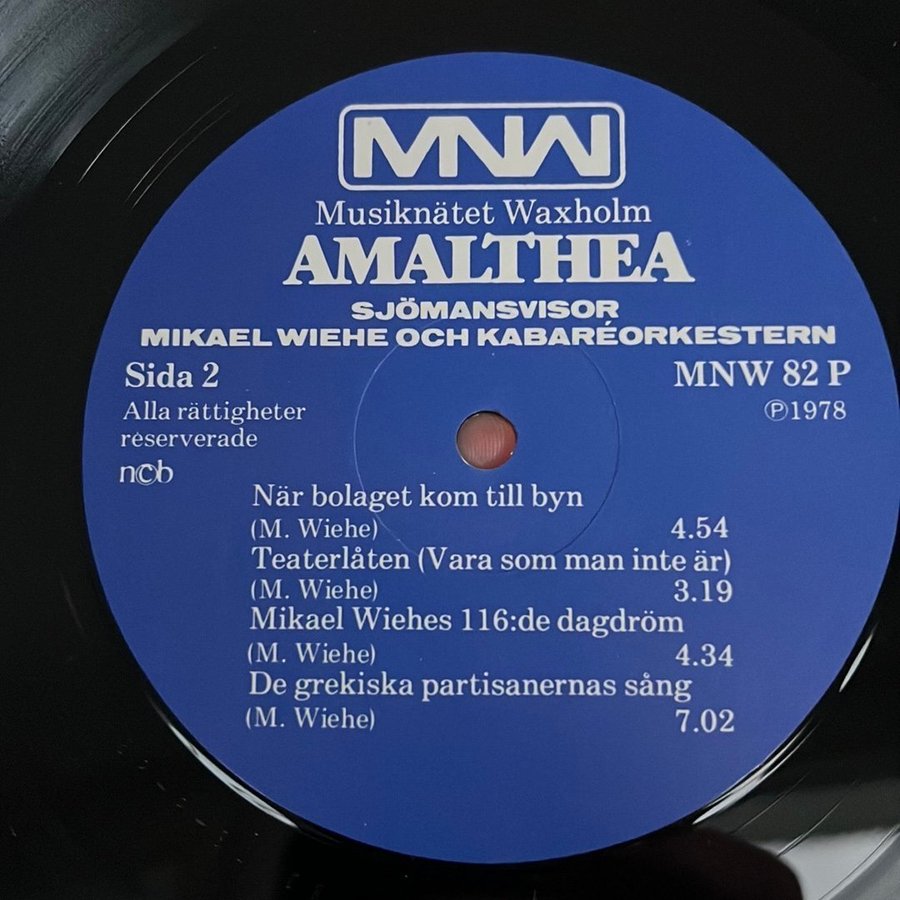 MNW
Musiknätet Waxholm
AMALTHEA
SJÖMANSVISOR
MIKAEL WIEHE OCH KABARÉORKESTERN
Sida 2
MNW 82 P
Alla rättigheter
Ⓟ1978
reserverade
ncb
När bolaget kom till byn
(M. Wiehe) 4.54
Teaterlåten (Vara som man inte är)
(M. Wiehe) 3.19
Mikael Wiehes 116:de dagdröm
(M. Wiehe) 4.34
De grekiska partisanernas sång
(M. Wiehe) 7.02